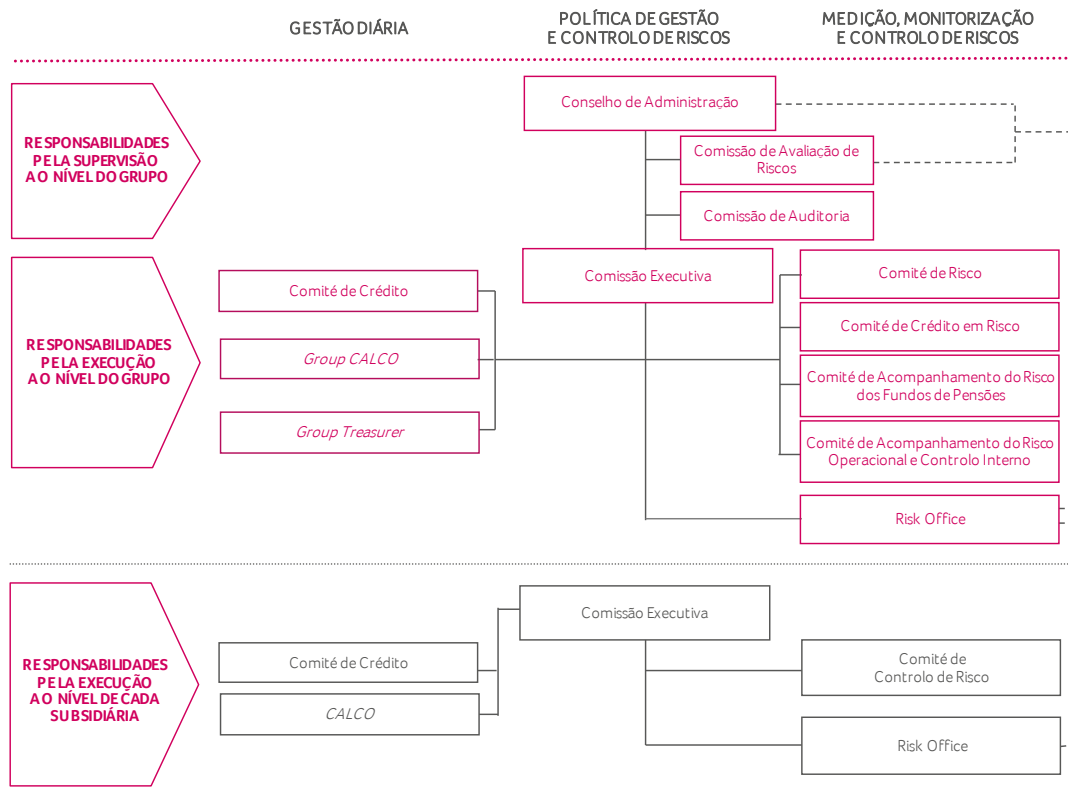 GESTÃO DIÁRIA
POLÍTICA DE GESTÃO
E CONTROLO DE RISCOS
MEDIÇÃO, MONITORIZAÇÃO
E CONTROLO DE RISCOS
RESPONSABILIDADES
PELA SUPERVISÃO
AO NÍVEL DO GRUPO
Conselho de Administração
Comissão de Avaliação de
Riscos
Comissão de Auditoria
RESPONSABILIDADES
PELA EXECUÇÃO
AO NÍVEL DO GRUPO
Comité de Crédito
Group CALCO
Group Treasurer
Comissão Executiva
Comité de Risco
Comité de Crédito em Risco
Comité de Acompanhamento do Risco
dos Fundos de Pensões
Comité de Acompanhamento do Risco
Operacional e Controlo Interno
Risk Office
RESPONSABILIDADES
PELA EXECUÇÃO
AO NÍVEL DE CADA
SUBSIDIÁRIA
Comité de Crédito
CALCO
Comissão Executiva
Comité de
Controlo de Risco
Risk Office